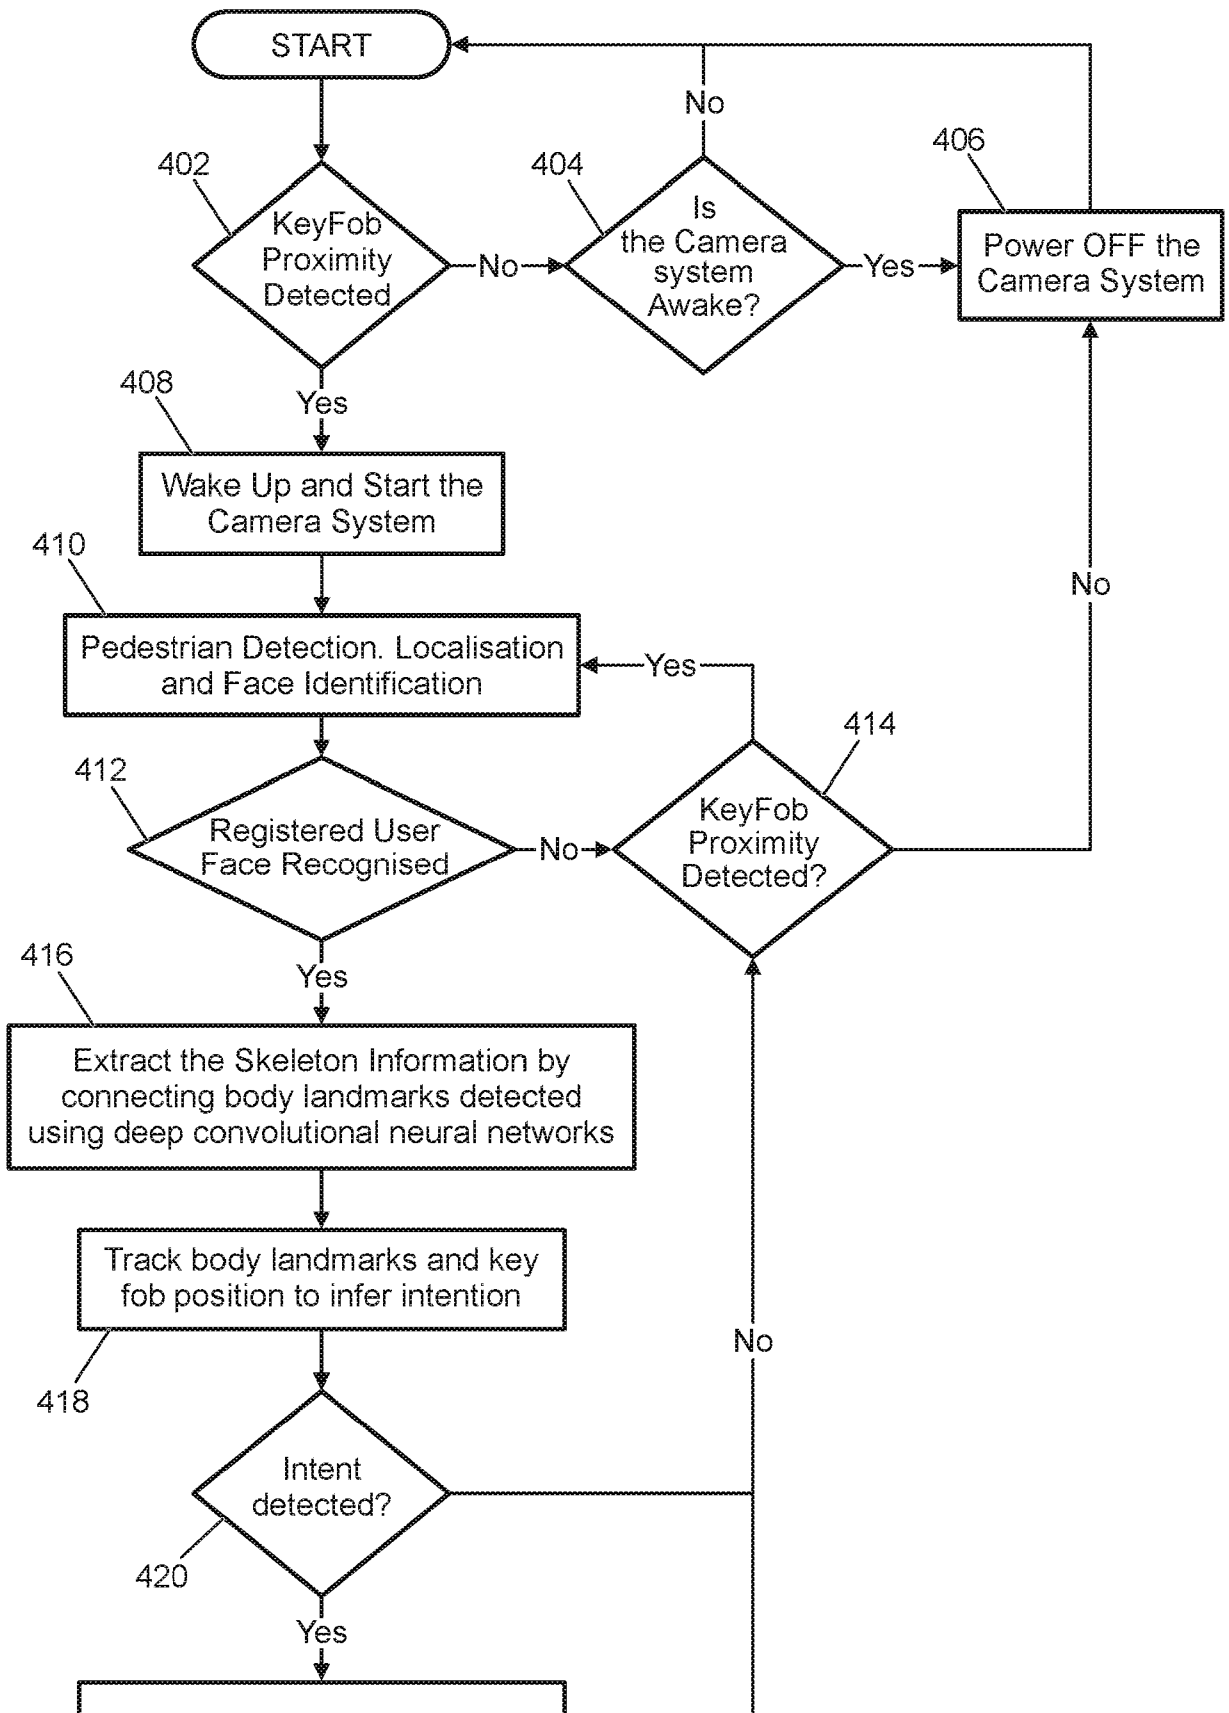 START
No
402
404
406
KeyFob
Proximity
Detected
No
Is
the Camera
system
Awake?
Yes
Power OFF the
Camera System
408
Yes
Wake Up and Start the
Camera System
410
No
Pedestrian Detection. Localisation
and Face Identification
Yes
412
414
Registered User
Face Recognised
No
KeyFob
Proximity
Detected?
416
Yes
Extract the Skeleton Information by
connecting body landmarks detected
using deep convolutional neural networks
Track body landmarks and key
fob position to infer intention
418
No
Intent
detected?
420
Yes